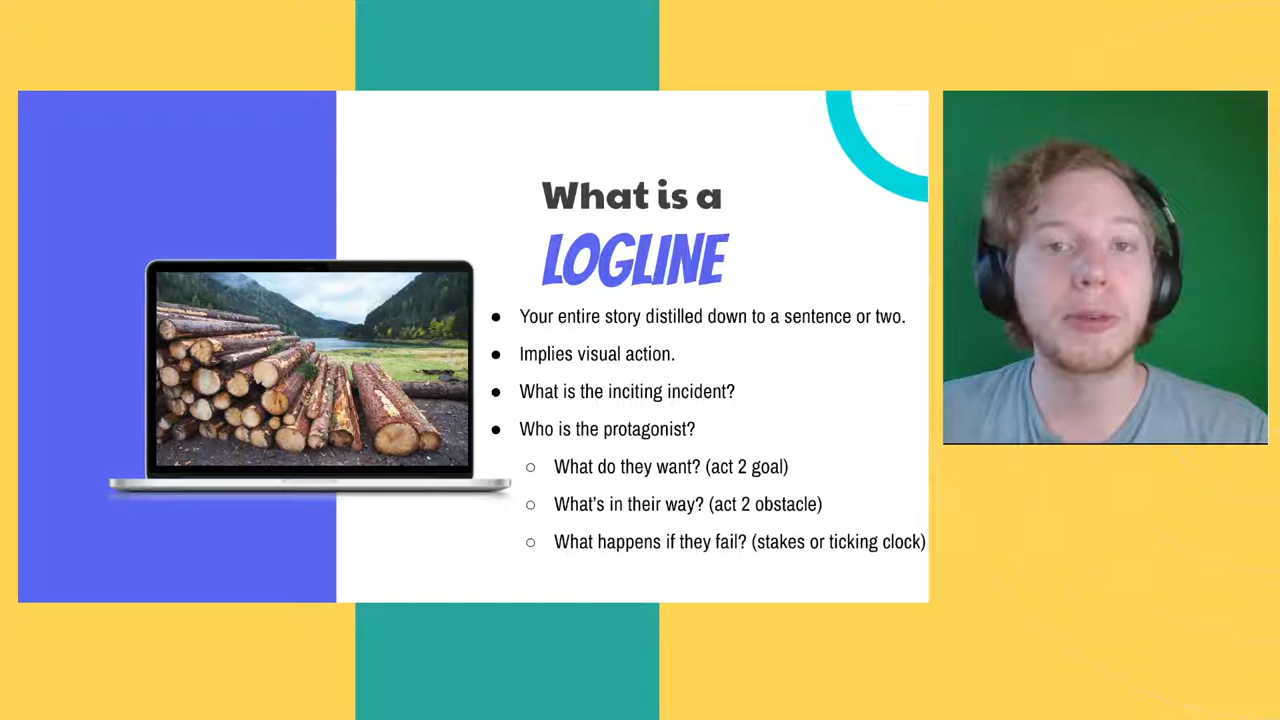 What is a
LOGLINE
● Your entire story distilled down to a sentence or two.
● Implies visual action.
● What is the inciting incident?
● Who is the protagonist?
○ What do they want? (act 2 goal)
○ What's in their way? (act 2 obstacle)
○ What happens if they fail? (stakes or ticking clock)